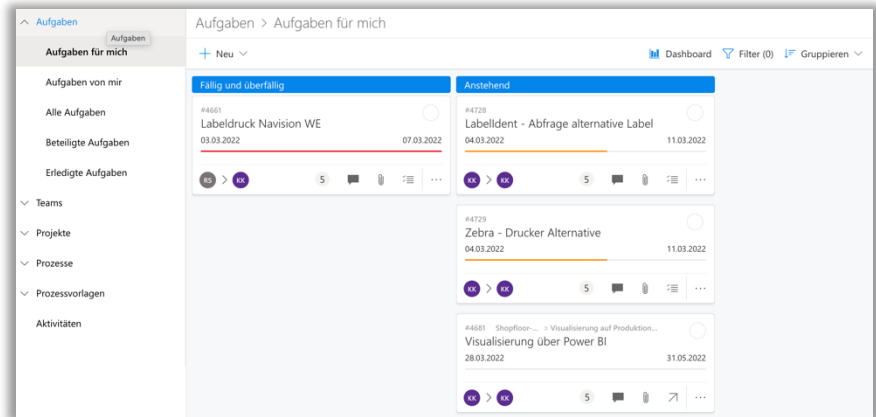 Aufgaben
Aufgaben
Aufgaben für mich
Aufgaben von mir
Alle Aufgaben
Beteiligte Aufgaben
Erledigte Aufgaben
Teams
Projekte
Prozesse
Prozessvorlagen
Aktivitäten
Aufgaben > Aufgaben für mich
Neu
Dashboard Filter (0) Gruppieren
Fällig und überfällig
#4661
Labeldruck Navision WE
03.03.2022 07.03.2022
RS > KK 5
Anstehend
#4728
LabelIdent - Abfrage alternative Label
04.03.2022 11.03.2022
KK > KK 5
#4729
Zebra - Drucker Alternative
04.03.2022 11.03.2022
KK > KK 5
#4681 Shopfloor-... > Visualisierung auf Produktion...
Visualisierung über Power BI
28.03.2022 31.05.2022
KK > KK 5